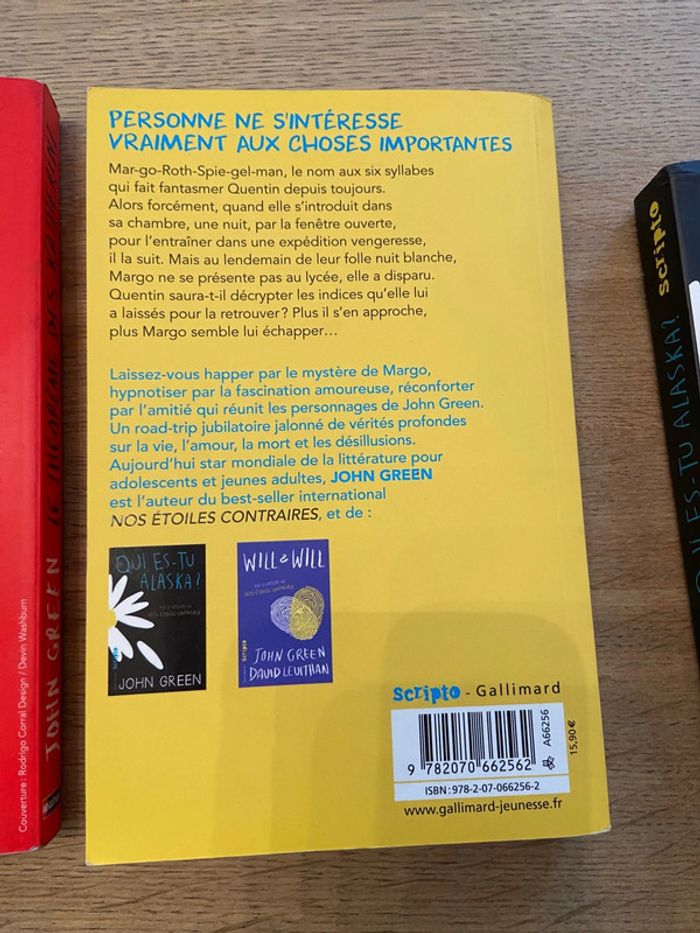 PERSONNE NE S'INTÉRESSE
VRAIMENT AUX CHOSES IMPORTANTES
Mar-go-Roth-Spie-gel-man, le nom aux six syllabes
qui fait fantasmer Quentin depuis toujours.
Alors forcément, quand elle s'introduit dans
sa chambre, une nuit, par la fenêtre ouverte,
pour l'entraîner dans une expédition vengeresse,
il la suit. Mais au lendemain de leur folle nuit blanche,
Margo ne se présente pas au lycée, elle a disparu.
Quentin saura-t-il décrypter les indices qu'elle lui
a laissés pour la retrouver ? Plus il s'en approche,
plus Margo semble lui échapper…
Laissez-vous happer par le mystère de Margo,
hypnotiser par la fascination amoureuse, réconforter
par l'amitié qui réunit les personnages de John Green.
Un road-trip jubilatoire jalonné de vérités profondes
sur la vie, l'amour, la mort et les désillusions.
Aujourd'hui star mondiale de la littérature pour
adolescents et jeunes adultes, JOHN GREEN
est l'auteur du best-seller international
NOS ÉTOILES CONTRAIRES, et de :
QUI ES-TU
ALASKA ?
scripto
JOHN GREEN
WILL & WILL
scripto
JOHN GREEN
DAVID LEVITHAN
scripto - Gallimard
9 782070 662562
A66256
15,90 €
ISBN : 978-2-07-066256-2
www.gallimard-jeunesse.fr
Couverture : Rodrigo Corral Design / Devin Washburn
JOHN GREEN LE THÉORÈME DES KATHERINE
QUI ES-TU ALASKA ? scripto